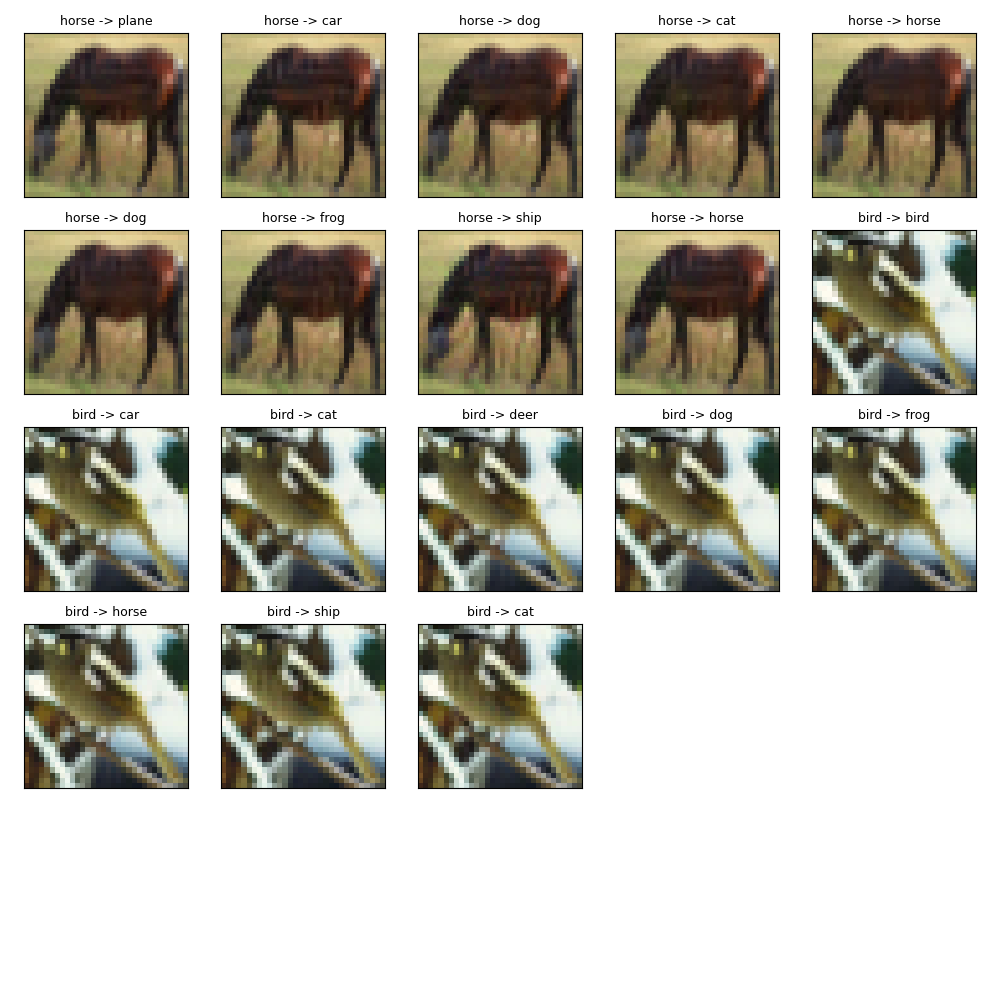 horse -> plane
horse -> car
horse -> dog
horse -> cat
horse -> horse
horse -> dog
horse -> frog
horse -> ship
horse -> horse
bird -> bird
bird -> car
bird -> cat
bird -> deer
bird -> dog
bird -> frog
bird -> horse
bird -> ship
bird -> cat